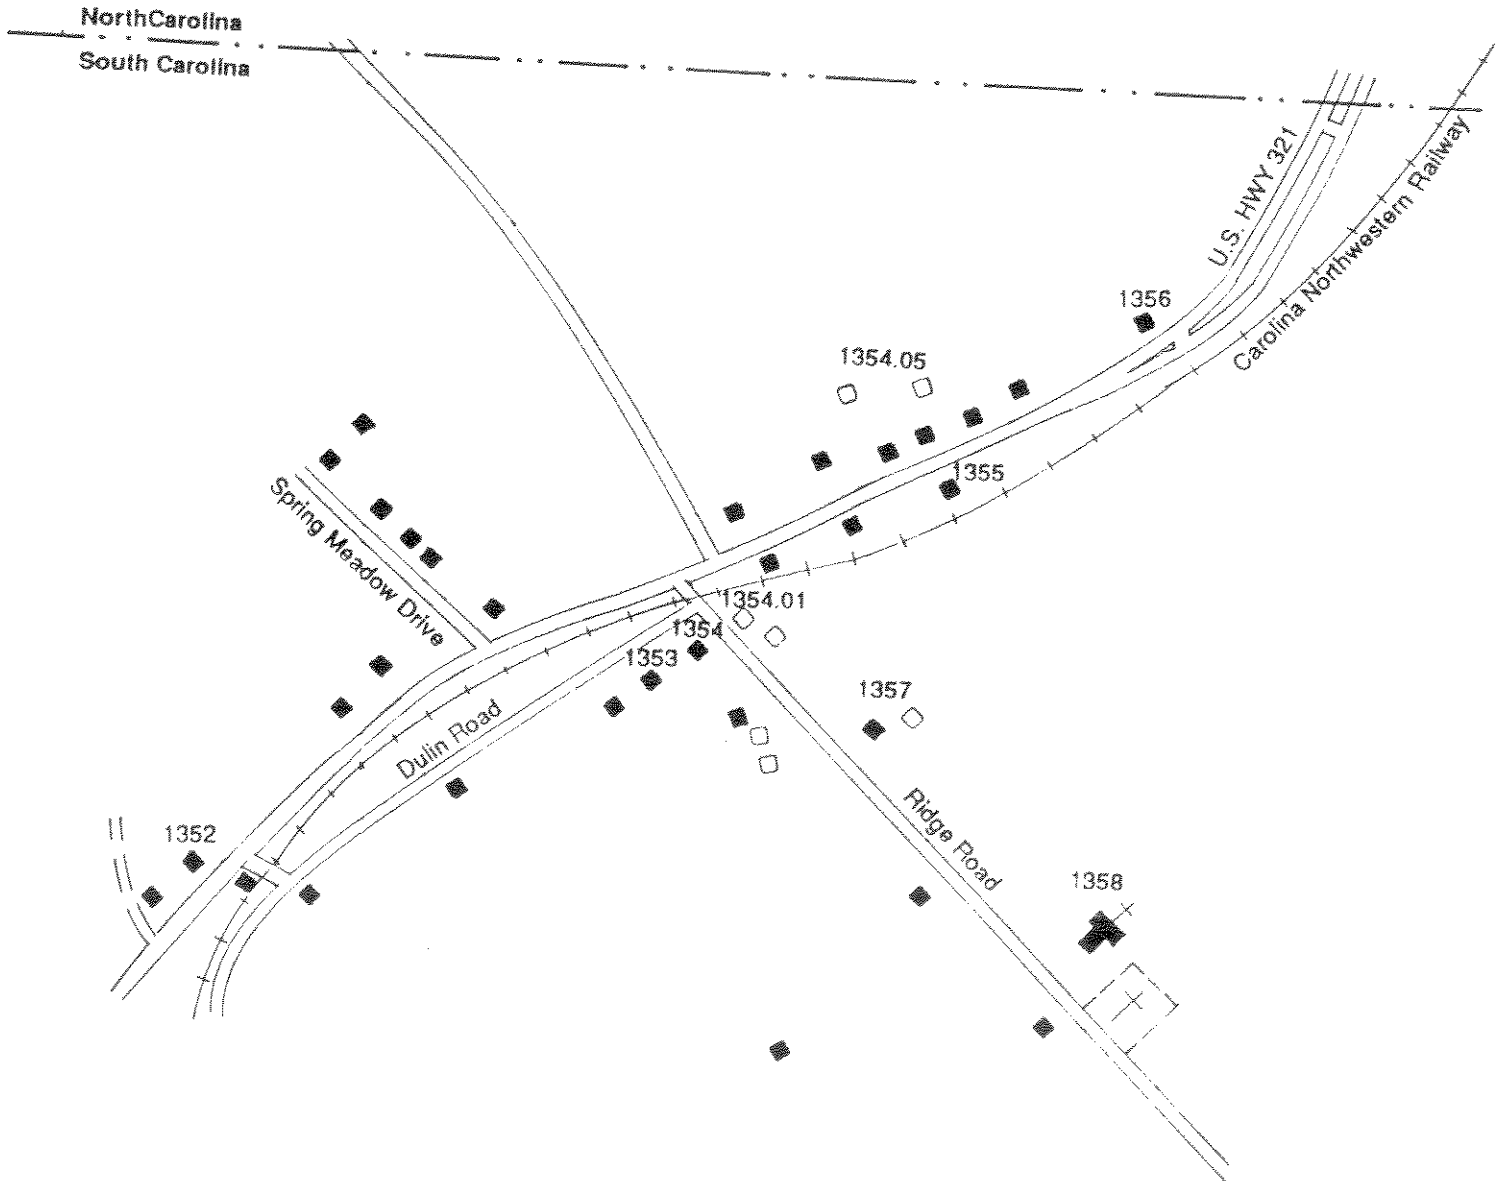 NorthCarolina
South Carolina
U.S. HWY 321
Carolina Northwestern Railway
1356
1354.05
1355
Spring Meadow Drive
1354.01
1354
1353
1357
Dulin Road
Ridge Road
1352
1358